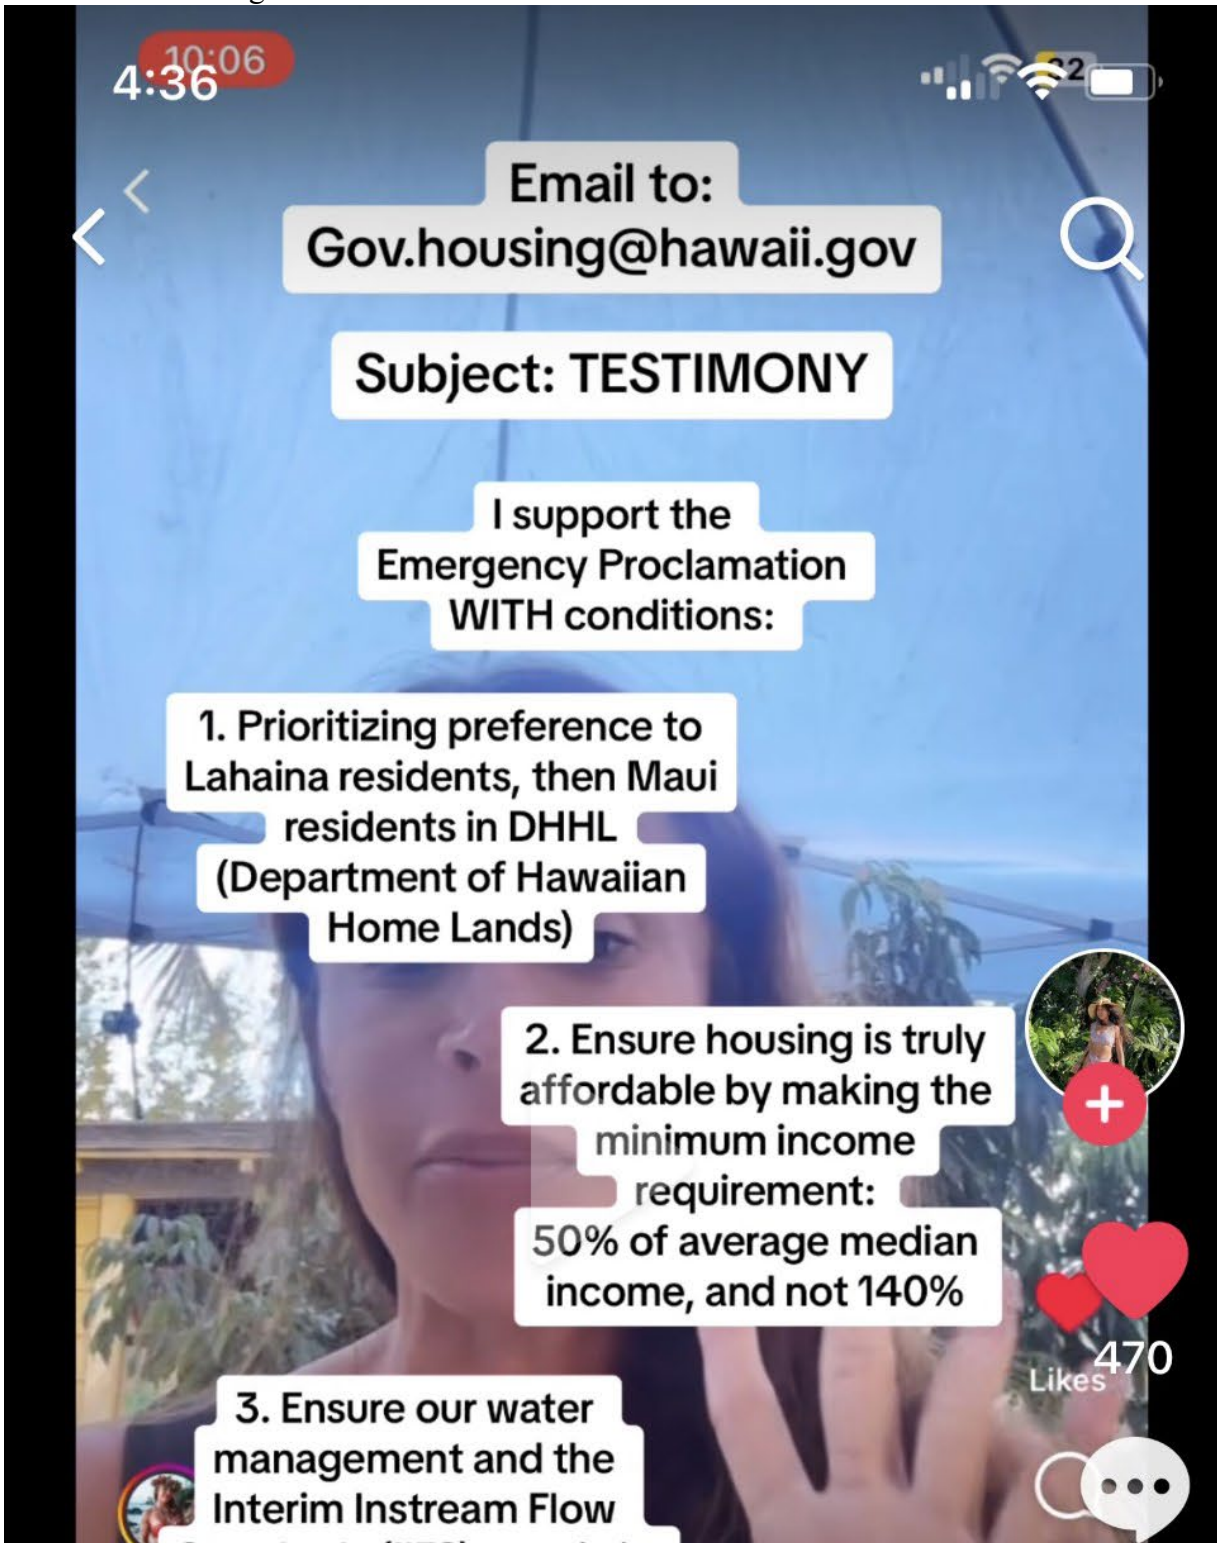 10:06
4:36
32
Email to:
Gov.housing@hawaii.gov
Subject: TESTIMONY
I support the
Emergency Proclamation
WITH conditions:
1. Prioritizing preference to
Lahaina residents, then Maui
residents in DHHL
(Department of Hawaiian
Home Lands)
2. Ensure housing is truly
affordable by making the
minimum income
requirement:
50% of average median
income, and not 140%
470
Likes
3. Ensure our water
management and the
Interim Instream Flow